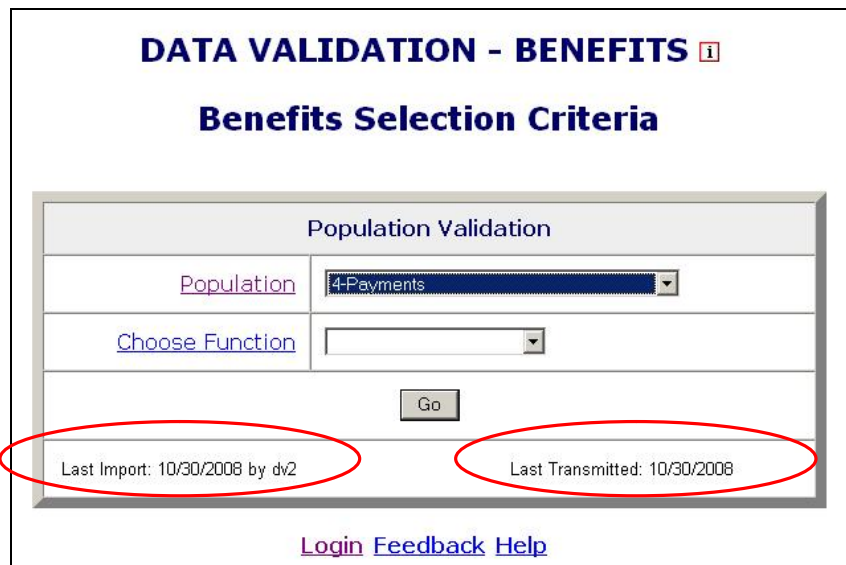 DATA VALIDATION - BENEFITS i
Benefits Selection Criteria
Population Validation
Population 4-Payments
Choose Function
Go
Last Import: 10/30/2008 by dv2 Last Transmitted: 10/30/2008
Login Feedback Help